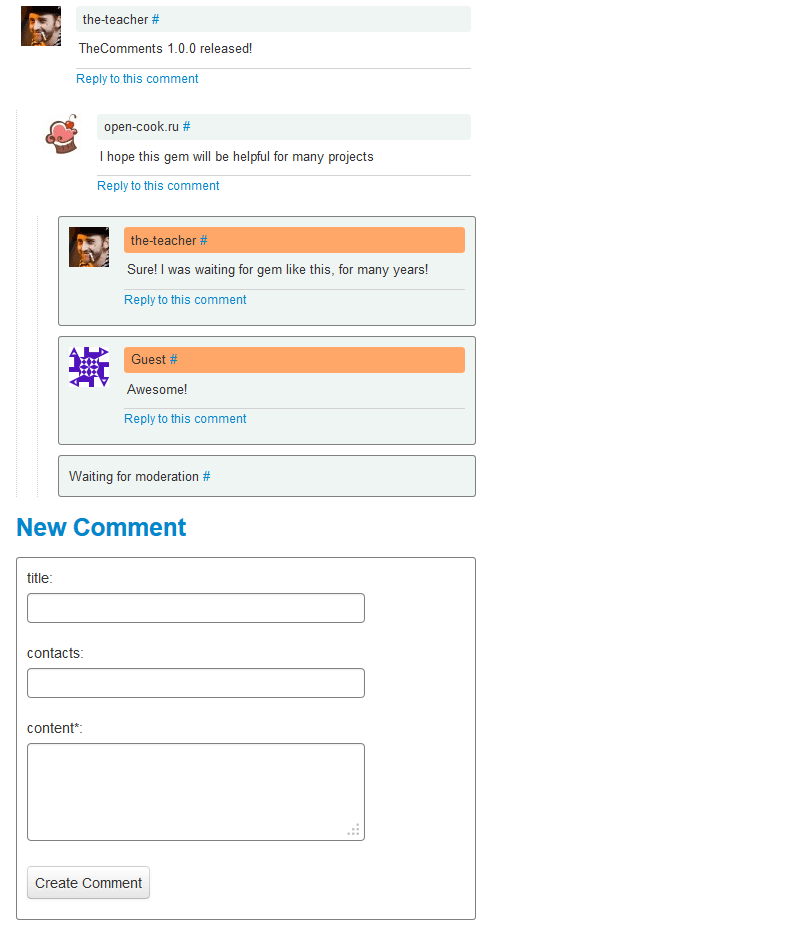 the-teacher #
TheComments 1.0.0 released!
Reply to this comment
open-cook.ru #
I hope this gem will be helpful for many projects
Reply to this comment
the-teacher #
Sure! I was waiting for gem like this, for many years!
Reply to this comment
Guest #
Awesome!
Reply to this comment
Waiting for moderation #
New Comment
title:
contacts:
content*:
Create Comment